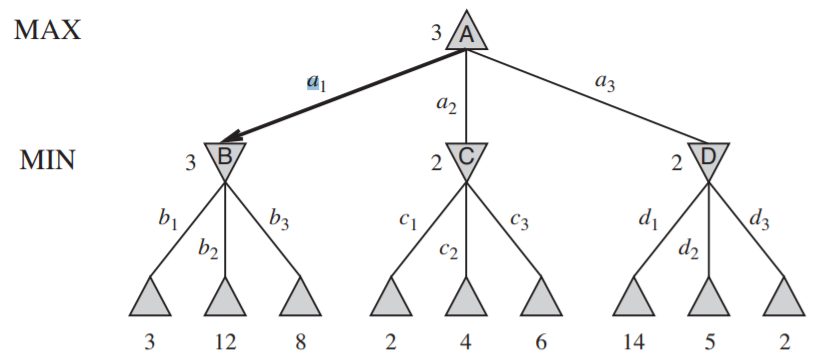 MAX 3 A
a1 a2 a3
MIN 3 B 2 C 2 D
b1 b2 b3 c1 c2 c3 d1 d2 d3
3 12 8 2 4 6 14 5 2